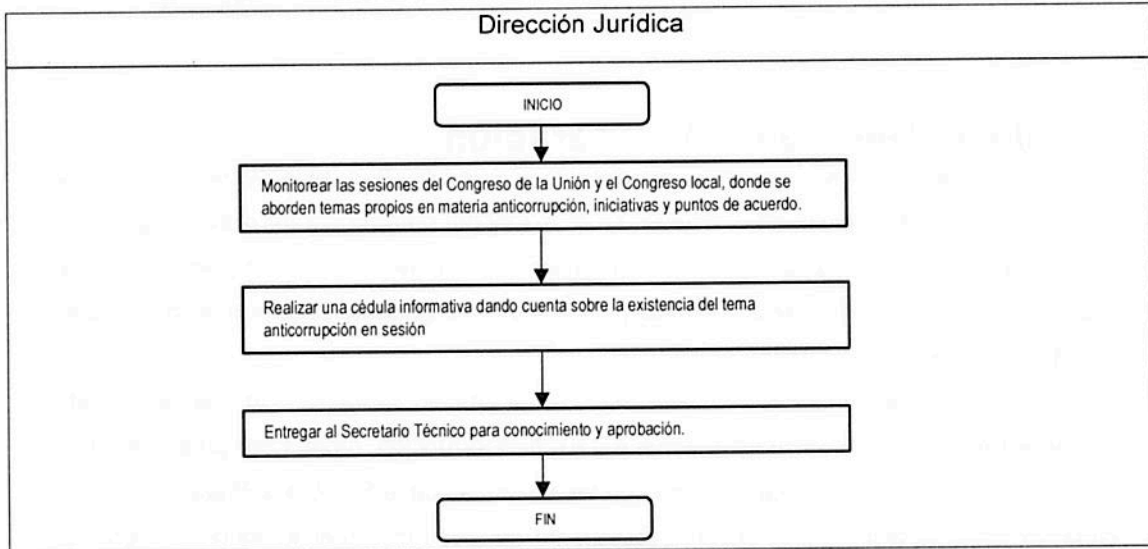 Dirección Jurídica
INICIO
Monitorear las sesiones del Congreso de la Unión y el Congreso local, donde se
aborden temas propios en materia anticorrupción, iniciativas y puntos de acuerdo.
Realizar una cédula informativa dando cuenta sobre la existencia del tema
anticorrupción en sesión
Entregar al Secretario Técnico para conocimiento y aprobación.
FIN